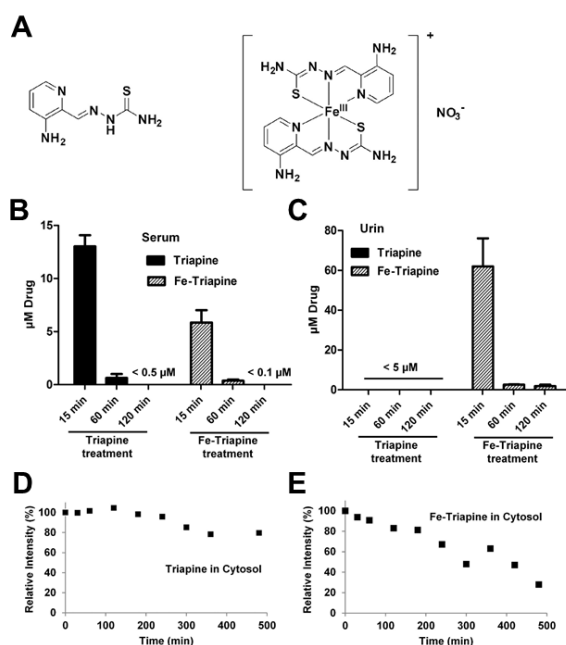 A
N
N
N
H
S
NH2
NH2
+
NH2
H2N
N
N
S
N
FeIII
N
S
N
N
NH2
NH2
NO3-
B
Serum
Triapine
Fe-Triapine
µM Drug
15
10
5
0
< 0.5 µM
< 0.1 µM
15 min
60 min
120 min
15 min
60 min
120 min
Triapine
treatment
Fe-Triapine
treatment
C
Urin
Triapine
Fe-Triapine
µM Drug
80
60
40
20
0
< 5 µM
15 min
60 min
120 min
15 min
60 min
120 min
Triapine
treatment
Fe-Triapine
treatment
D
Relative Intensity (%)
120
100
80
60
40
20
0
Triapine in Cytosol
0 100 200 300 400 500
Time (min)
E
Relative Intensity (%)
120
100
80
60
40
20
0
Fe-Triapine in Cytosol
0 100 200 300 400 500
Time (min)